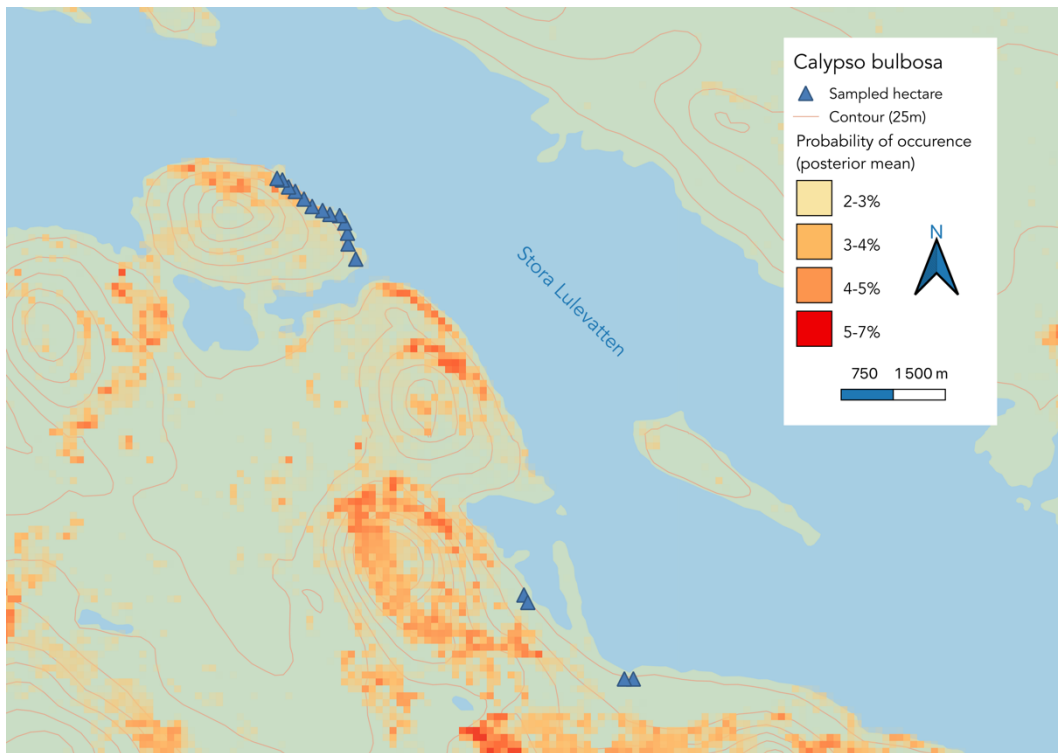 Calypso bulbosa
Sampled hectare
Contour (25m)
Probability of occurence
(posterior mean)
2-3%
3-4%
4-5%
5-7%
N
750 1 500 m
Stora Lulevatten